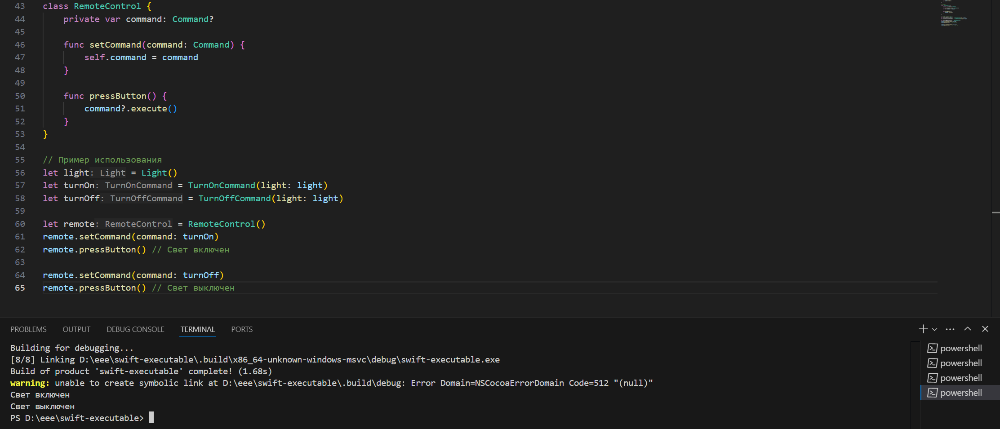 43 class RemoteControl {
44 private var command: Command?
45
46 func setCommand(command: Command) {
47 self.command = command
48 }
49
50 func pressButton() {
51 command?.execute()
52 }
53 }
54
55 // Пример использования
56 let light: Light = Light()
57 let turnOn: TurnOnCommand = TurnOnCommand(light: light)
58 let turnOff: TurnOffCommand = TurnOffCommand(light: light)
59
60 let remote: RemoteControl = RemoteControl()
61 remote.setCommand(command: turnOn)
62 remote.pressButton() // Свет включен
63
64 remote.setCommand(command: turnOff)
65 remote.pressButton() // Свет выключен
PROBLEMS OUTPUT DEBUG CONSOLE TERMINAL PORTS
Building for debugging...
[8/8] Linking D:\eee\swift-executable\.build\x86_64-unknown-windows-msvc\debug\swift-executable.exe
Build of product 'swift-executable' complete! (1.68s)
warning: unable to create symbolic link at D:\eee\swift-executable\.build\debug: Error Domain=NSCocoaErrorDomain Code=512 "(null)"
Свет включен
Свет выключен
PS D:\eee\swift-executable>
powershell
powershell
powershell
powershell